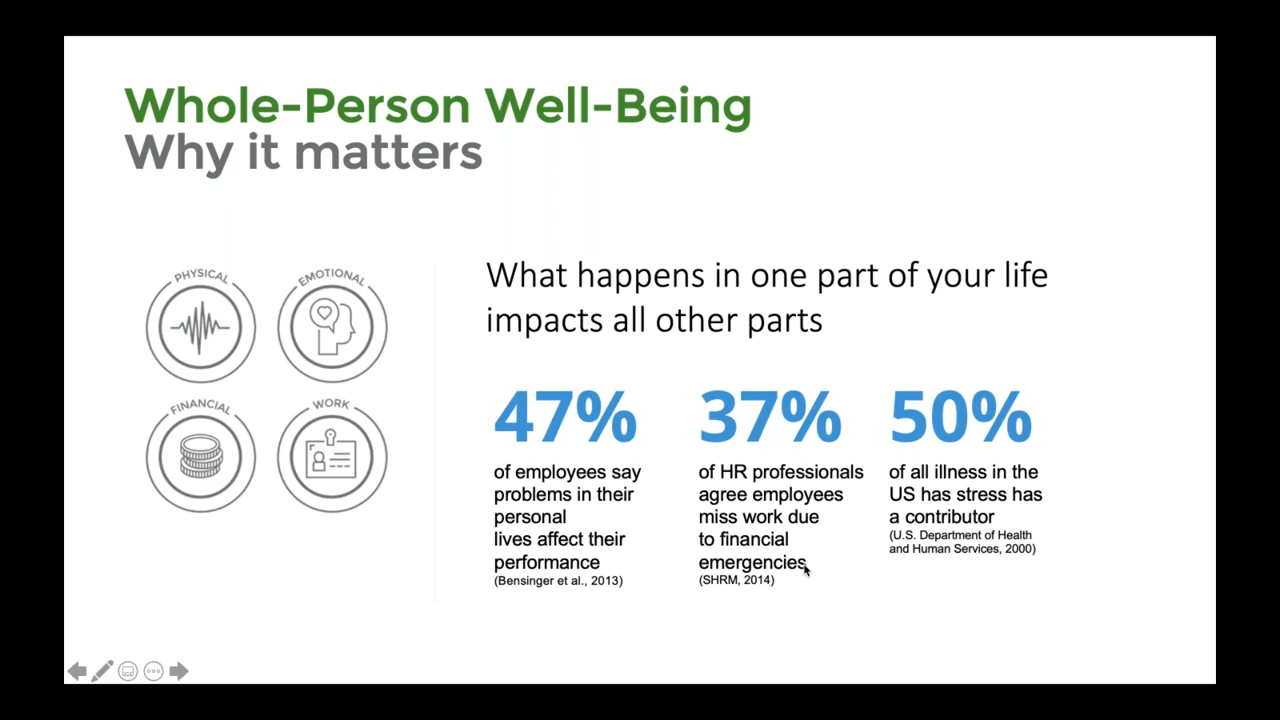 Whole-Person Well-Being
Why it matters
PHYSICAL
EMOTIONAL
FINANCIAL
WORK
What happens in one part of your life
impacts all other parts
47%
of employees say
problems in their
personal
lives affect their
performance
(Bensinger et al., 2013)
37%
of HR professionals
agree employees
miss work due
to financial
emergencies
(SHRM, 2014)
50%
of all illness in the
US has stress has
a contributor
(U.S. Department of Health
and Human Services, 2000)